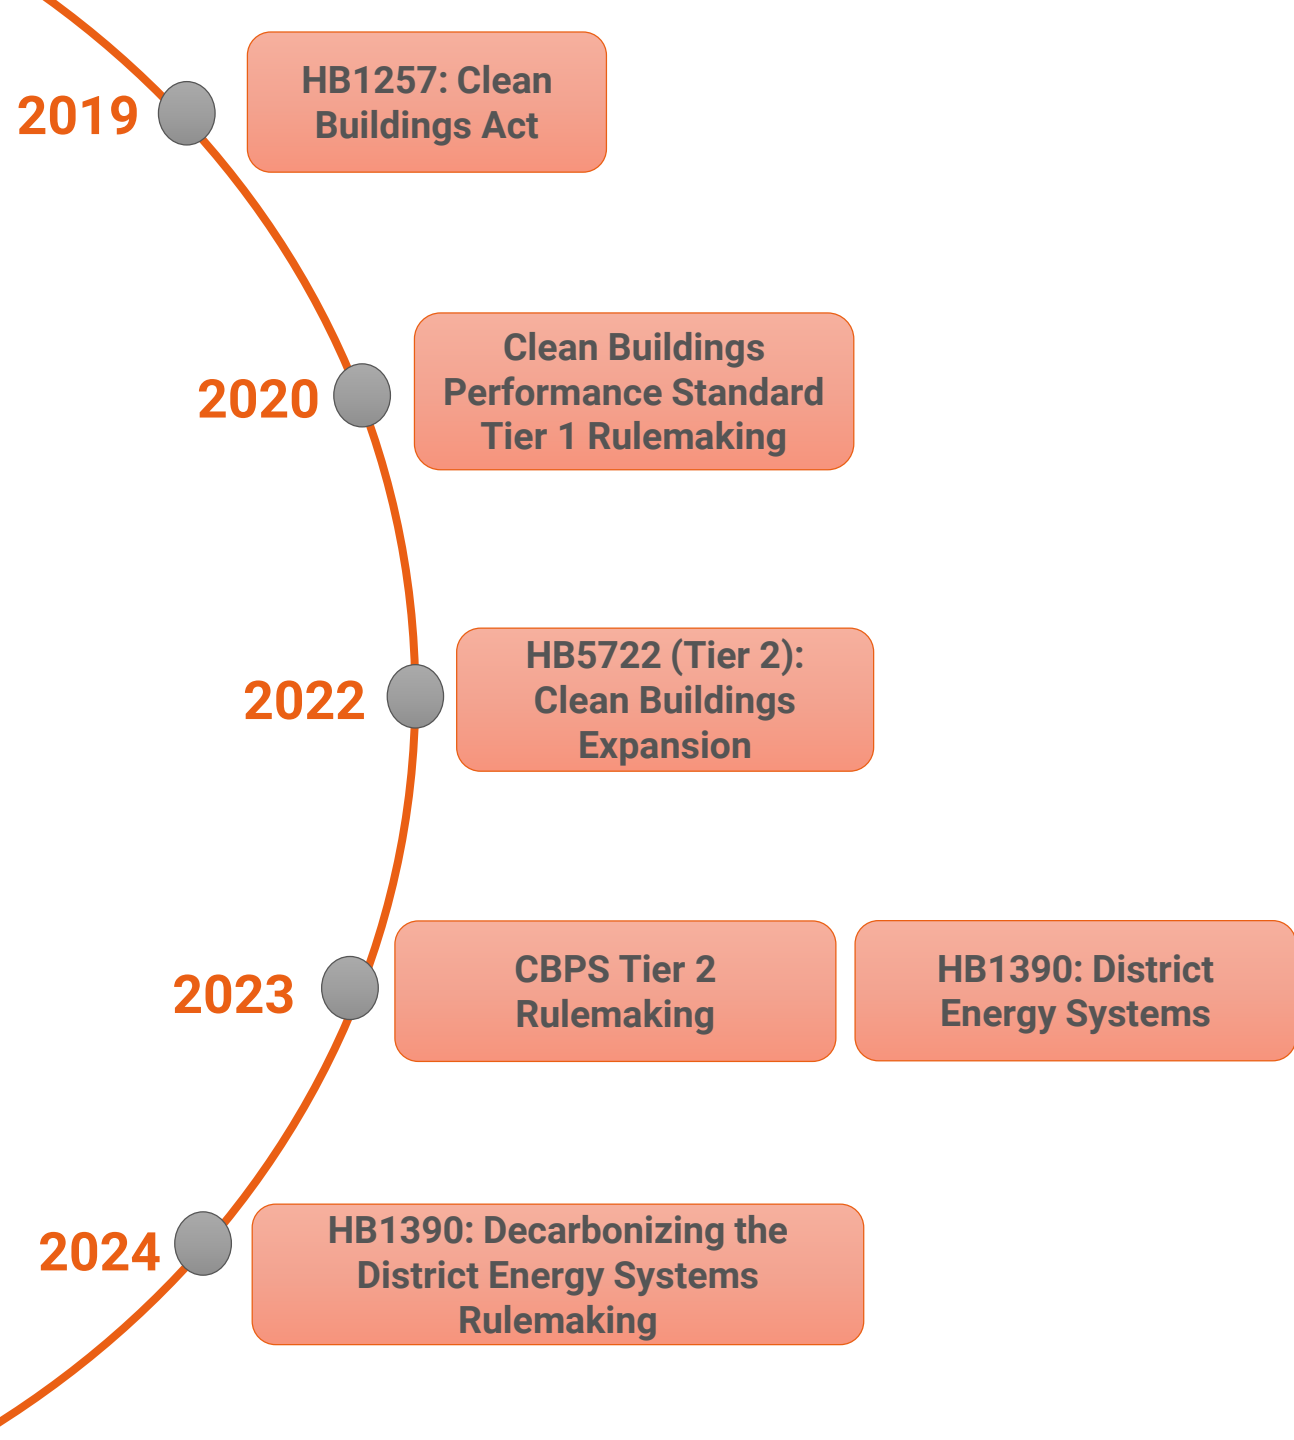 2019
HB1257: Clean
Buildings Act
2020
Clean Buildings
Performance Standard
Tier 1 Rulemaking
2022
HB5722 (Tier 2):
Clean Buildings
Expansion
2023
CBPS Tier 2
Rulemaking
HB1390: District
Energy Systems
2024
HB1390: Decarbonizing the
District Energy Systems
Rulemaking